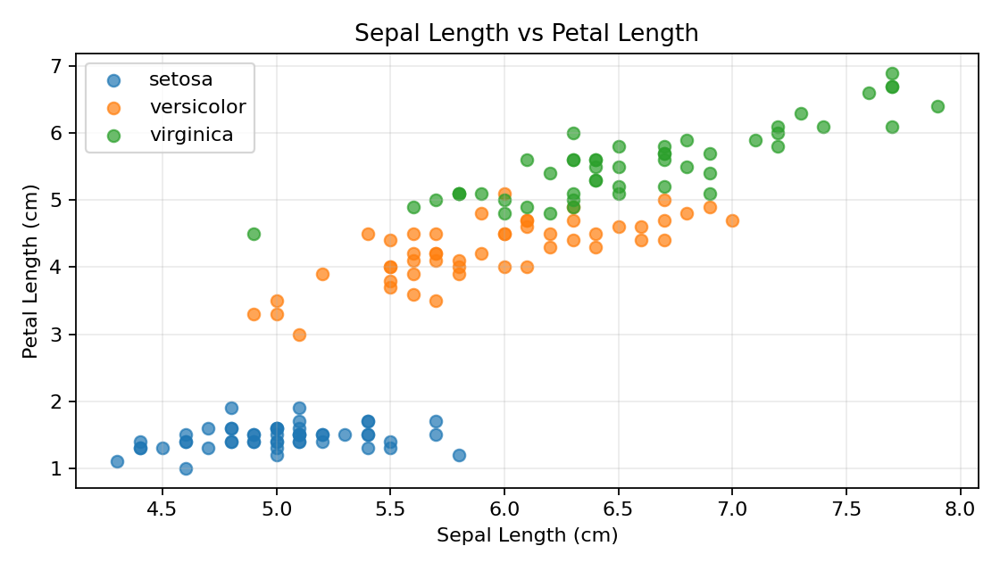 Sepal Length vs Petal Length
setosa
versicolor
virginica
7
6
5
4
3
2
1
Petal Length (cm)
4.5 5.0 5.5 6.0 6.5 7.0 7.5 8.0
Sepal Length (cm)